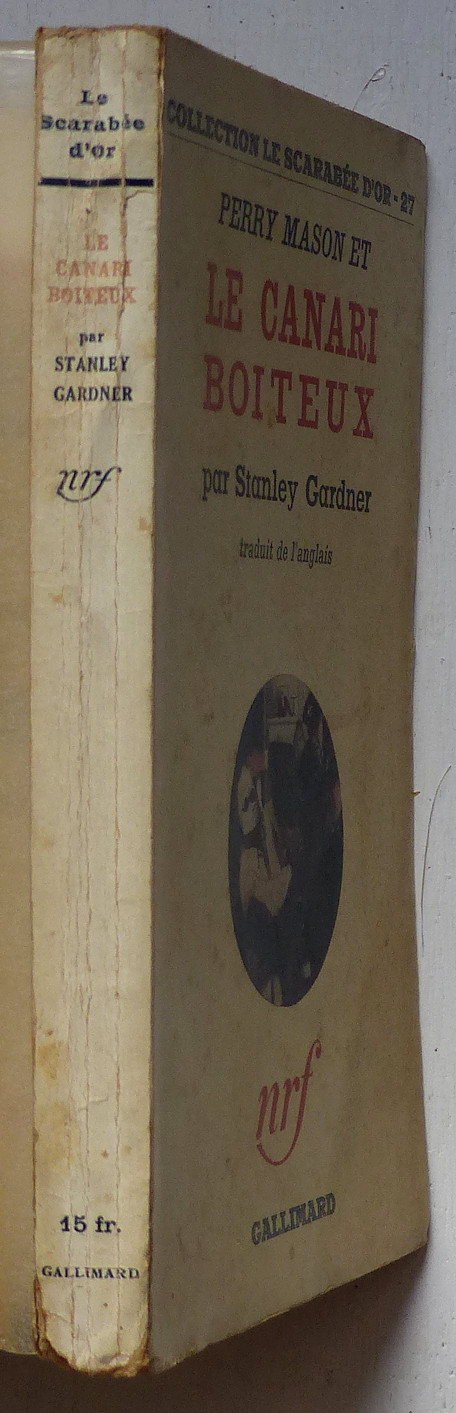 Le
Scarabée
d'or
LE
CANARI
BOITEUX
par
STANLEY
GARDNER
nrf
15 fr.
GALLIMARD
COLLECTION LE SCARABÉE D'OR - 27
PERRY MASON ET
LE CANARI
BOITEUX
par Stanley Gardner
traduit de l'anglais
nrf
GALLIMARD